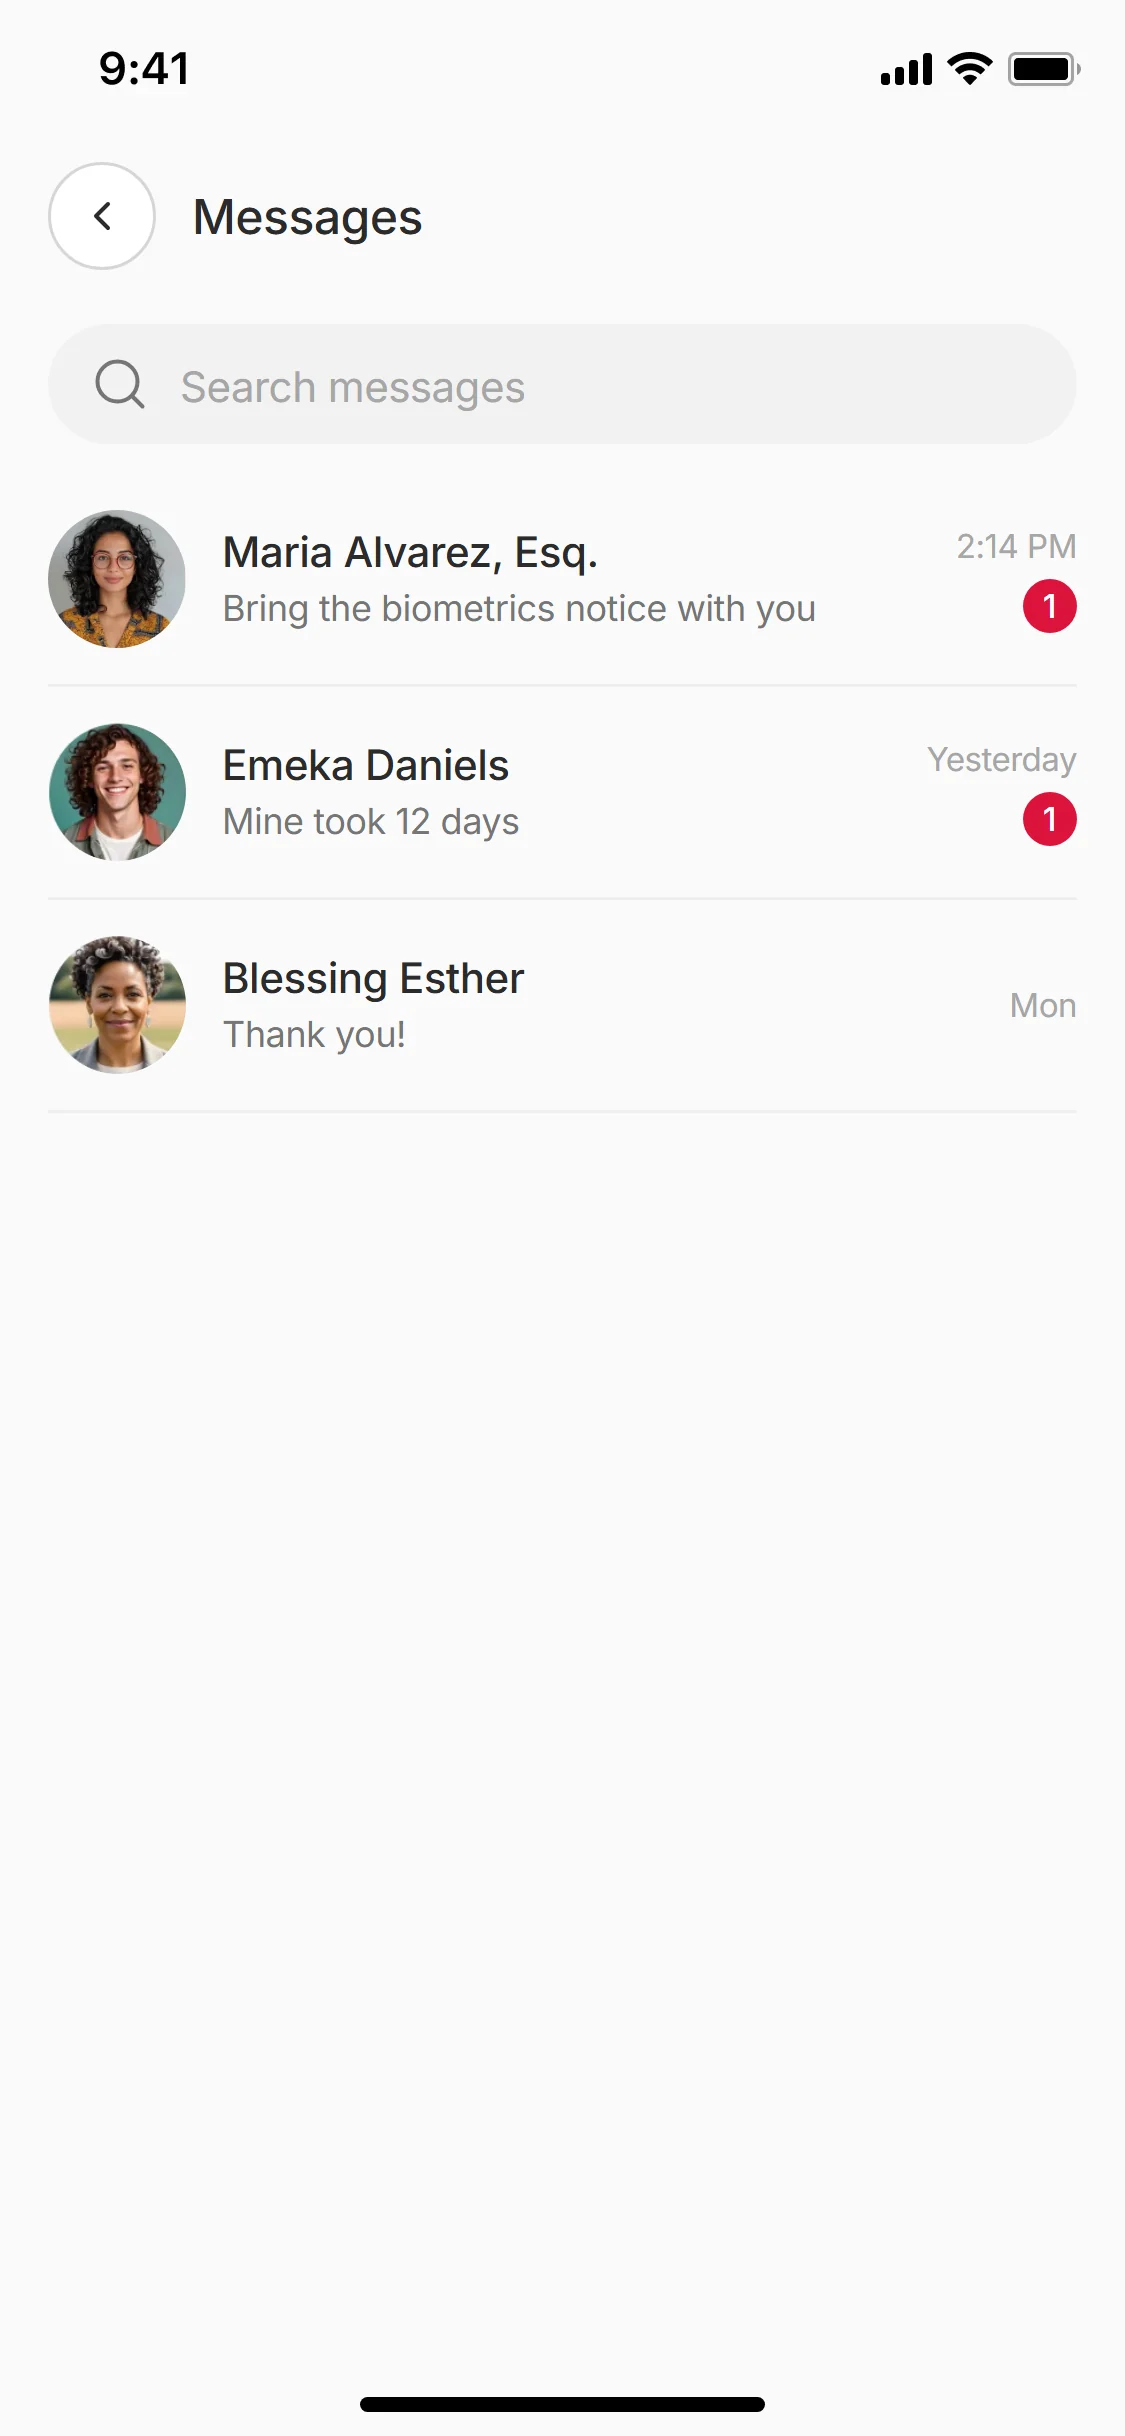 9:41
Messages
Search messages
Maria Alvarez, Esq.
2:14 PM
Bring the biometrics notice with you
1
Emeka Daniels
Yesterday
Mine took 12 days
1
Blessing Esther
Mon
Thank you!